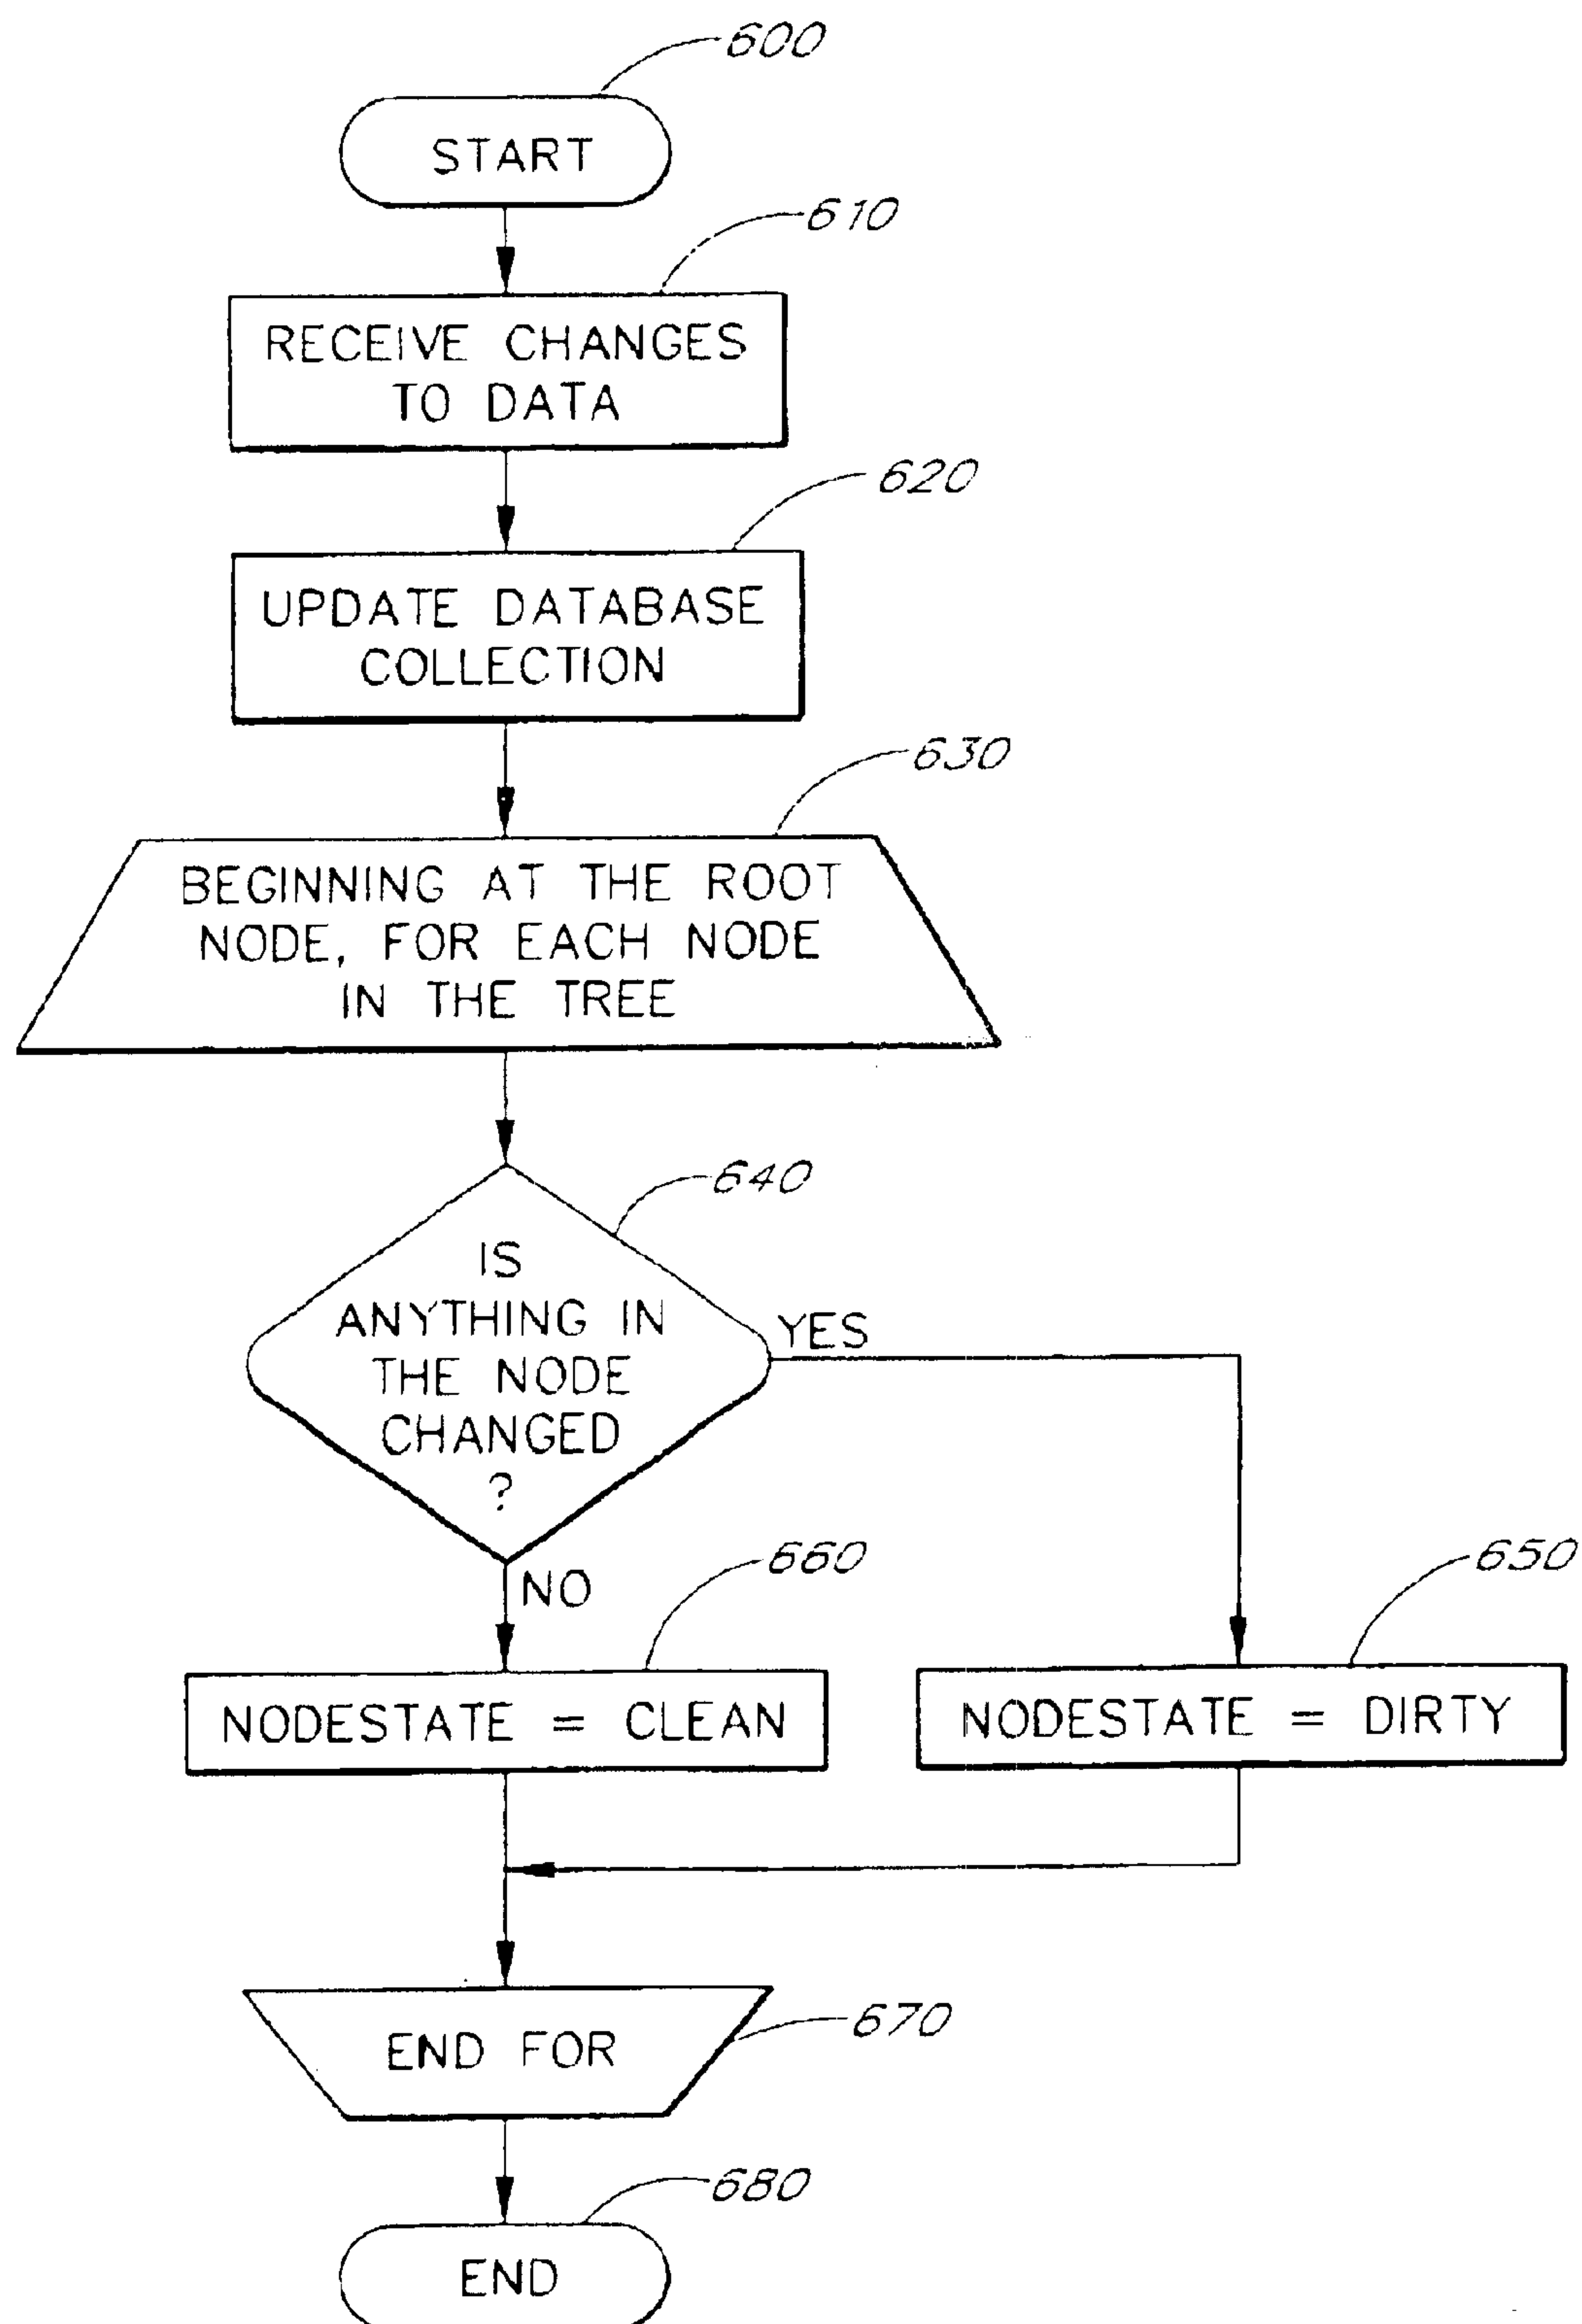 600
START
610
RECEIVE CHANGES
TO DATA
620
UPDATE DATABASE
COLLECTION
630
BEGINNING AT THE ROOT
NODE, FOR EACH NODE
IN THE TREE
640
IS
ANYTHING IN
THE NODE
CHANGED
?
YES
NO
660
650
NODESTATE = CLEAN
NODESTATE = DIRTY
END FOR
670
680
END